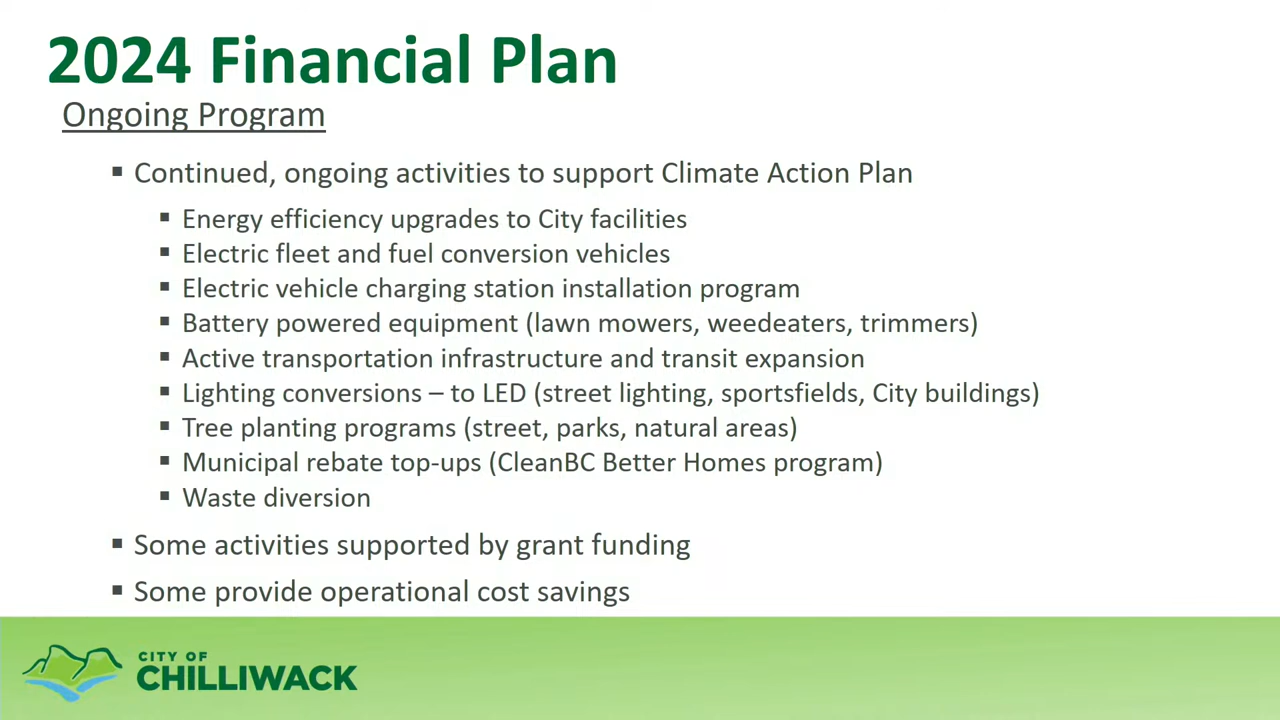 2024 Financial Plan
Ongoing Program
▪ Continued, ongoing activities to support Climate Action Plan
▪ Energy efficiency upgrades to City facilities
▪ Electric fleet and fuel conversion vehicles
▪ Electric vehicle charging station installation program
▪ Battery powered equipment (lawn mowers, weedeaters, trimmers)
▪ Active transportation infrastructure and transit expansion
▪ Lighting conversions – to LED (street lighting, sportsfields, City buildings)
▪ Tree planting programs (street, parks, natural areas)
▪ Municipal rebate top-ups (CleanBC Better Homes program)
▪ Waste diversion
▪ Some activities supported by grant funding
▪ Some provide operational cost savings
CITY OF
CHILLIWACK